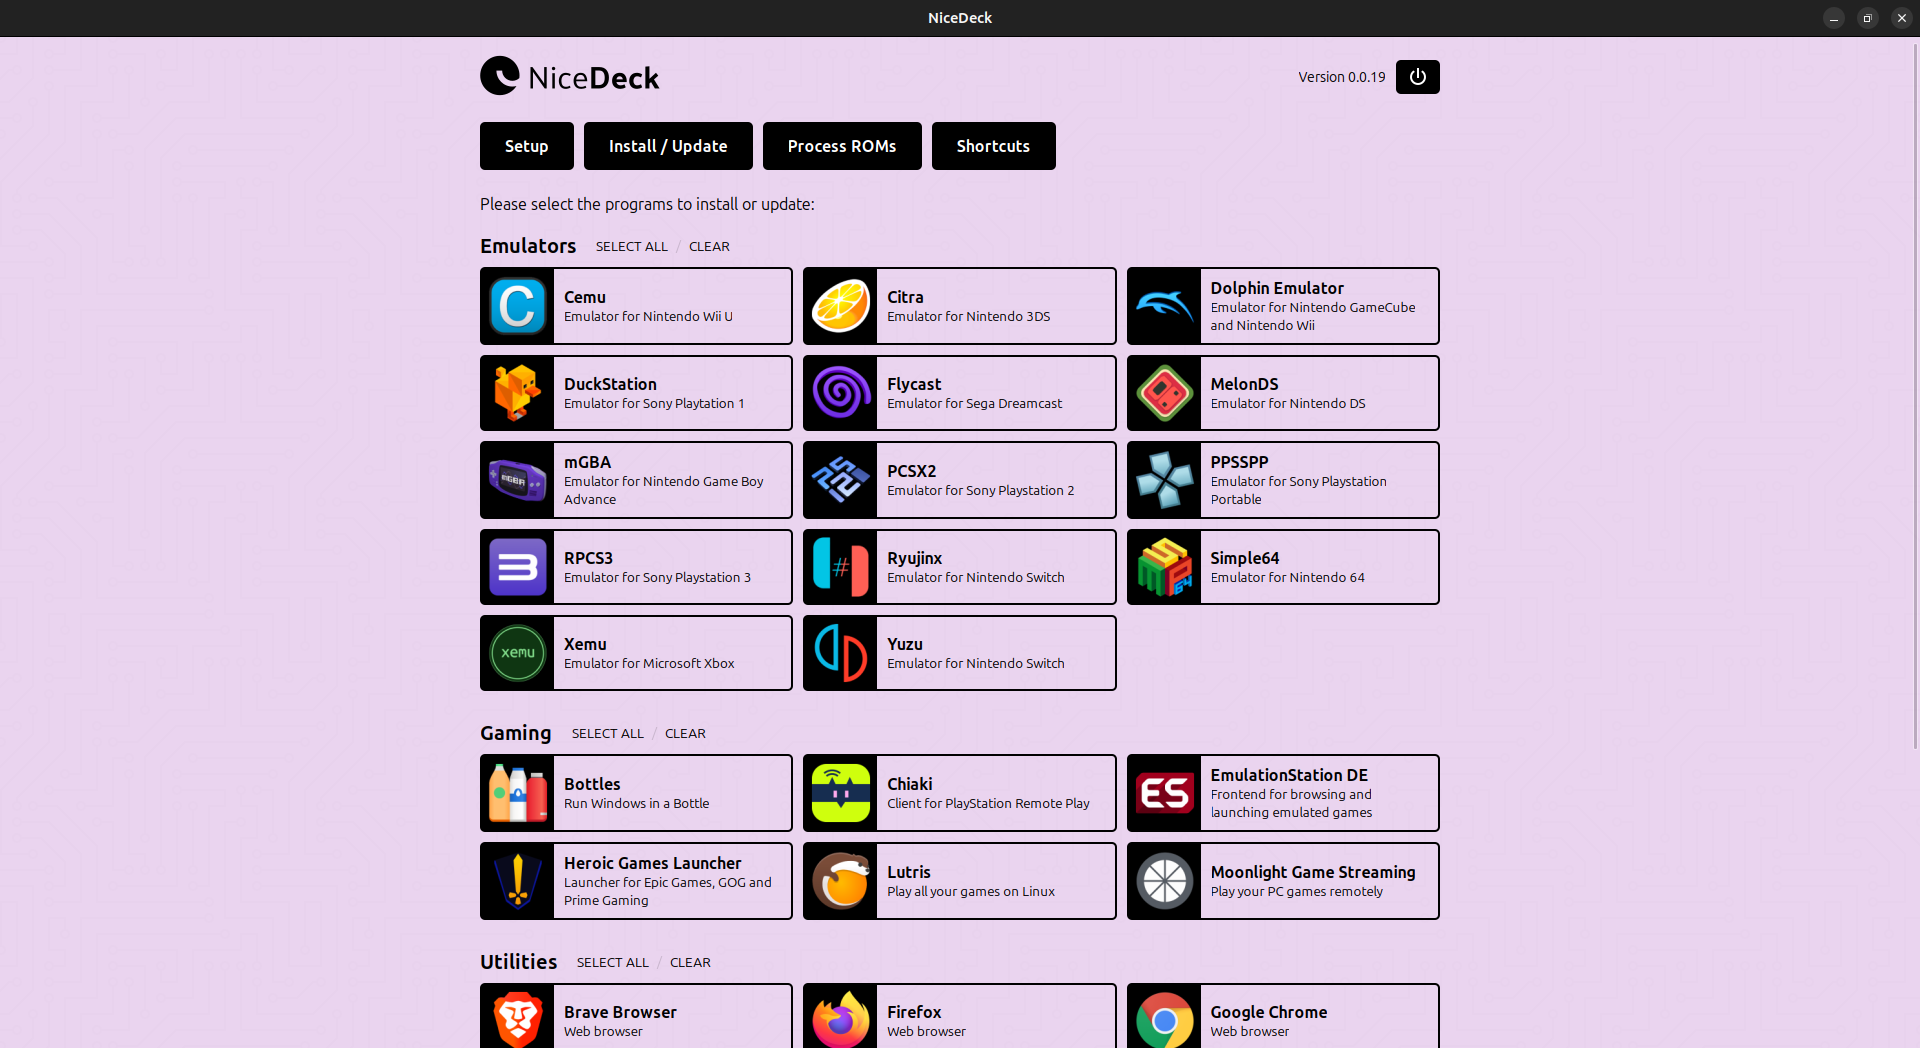 NiceDeck
NiceDeck
Version 0.0.19
Setup
Install / Update
Process ROMs
Shortcuts
Please select the programs to install or update:
Emulators SELECT ALL / CLEAR
Cemu
Emulator for Nintendo Wii U
Citra
Emulator for Nintendo 3DS
Dolphin Emulator
Emulator for Nintendo GameCube
and Nintendo Wii
DuckStation
Emulator for Sony Playtation 1
Flycast
Emulator for Sega Dreamcast
MelonDS
Emulator for Nintendo DS
mGBA
mGBA
Emulator for Nintendo Game Boy
Advance
PCSX2
Emulator for Sony Playstation 2
PPSSPP
Emulator for Sony Playstation
Portable
RPCS3
Emulator for Sony Playstation 3
#
Ryujinx
Emulator for Nintendo Switch
Simple64
Emulator for Nintendo 64
xemu
Xemu
Emulator for Microsoft Xbox
Yuzu
Emulator for Nintendo Switch
Gaming SELECT ALL / CLEAR
Bottles
Run Windows in a Bottle
Chiaki
Client for PlayStation Remote Play
ES
EmulationStation DE
Frontend for browsing and
launching emulated games
Heroic Games Launcher
Launcher for Epic Games, GOG and
Prime Gaming
Lutris
Play all your games on Linux
Moonlight Game Streaming
Play your PC games remotely
Utilities SELECT ALL / CLEAR
Brave Browser
Web browser
Firefox
Web browser
Google Chrome
Web browser